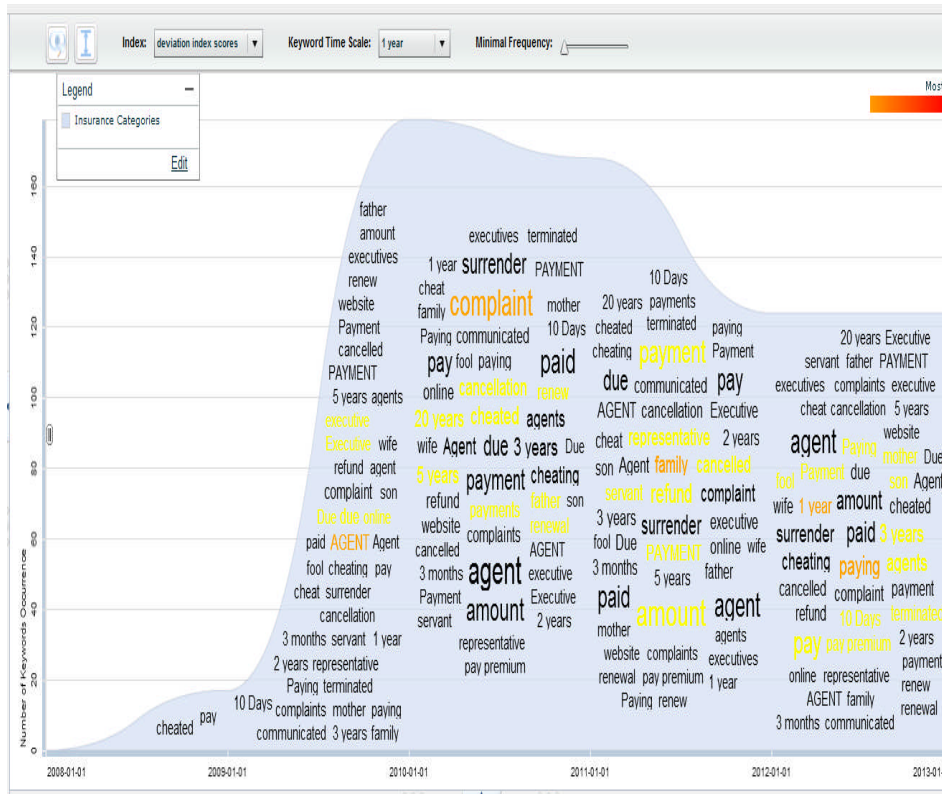 Index: deviation index scores Keyword Time Scale: 1 year Minimal Frequency:
Legend
Insurance Categories
Edit
Most
Number of Keywords Occurrence
160
140
120
100
80
60
40
20
0
cheated pay
father
amount
executives
renew
website
Payment
cancelled
PAYMENT
5 years agents
executive
Executive wife
refund agent
complaint son
Due don online
paid AGENT Agent
fool cheating pay
cheat surrender
cancellation
3 months servant 1 year
2 years representative
Paying terminated
10 Days complaints mother paying
communicated 3 years family
executives terminated
1 year surrender PAYMENT
cheat
family complaint mother
Paying communicated 10 Days
pay fool paying paid
online cancellation renew
20 years cheated agents
wife Agent due 3 years Due
5 years payment cheating
refund payments father son
website complaints renewal
cancelled AGENT
3 months agent executive
Payment amount Executive
servant 2 years
representative
pay premium
10 Days
20 years payments
cheated terminated paying
cheating payment Payment
due communicated pay
AGENT cancellation Executive
cheat representative 2 years
son Agent family cancelled
servant refund complaint
3 years surrender executive
fool Due PAYMENT online wife
3 months 5 years father
paid amount agent
mother agents
website complaints executives
renewal pay premium 1 year
Paying renew
20 years Executive
servant father PAYMENT
executives complaints executive
cheat cancellation 5 years
agent Paying website
mother Due
fool Payment due son Agent
wife 1 year amount cheated
surrender paid 3 years
cheating paying agents
cancelled complaint payment
refund 10 Days terminated
pay pay premium 2 years
payment
online representative renew
AGENT family renewal
3 months communicated
2008-01-01 2009-01-01 2010-01-01 2011-01-01 2012-01-01 2013-01-